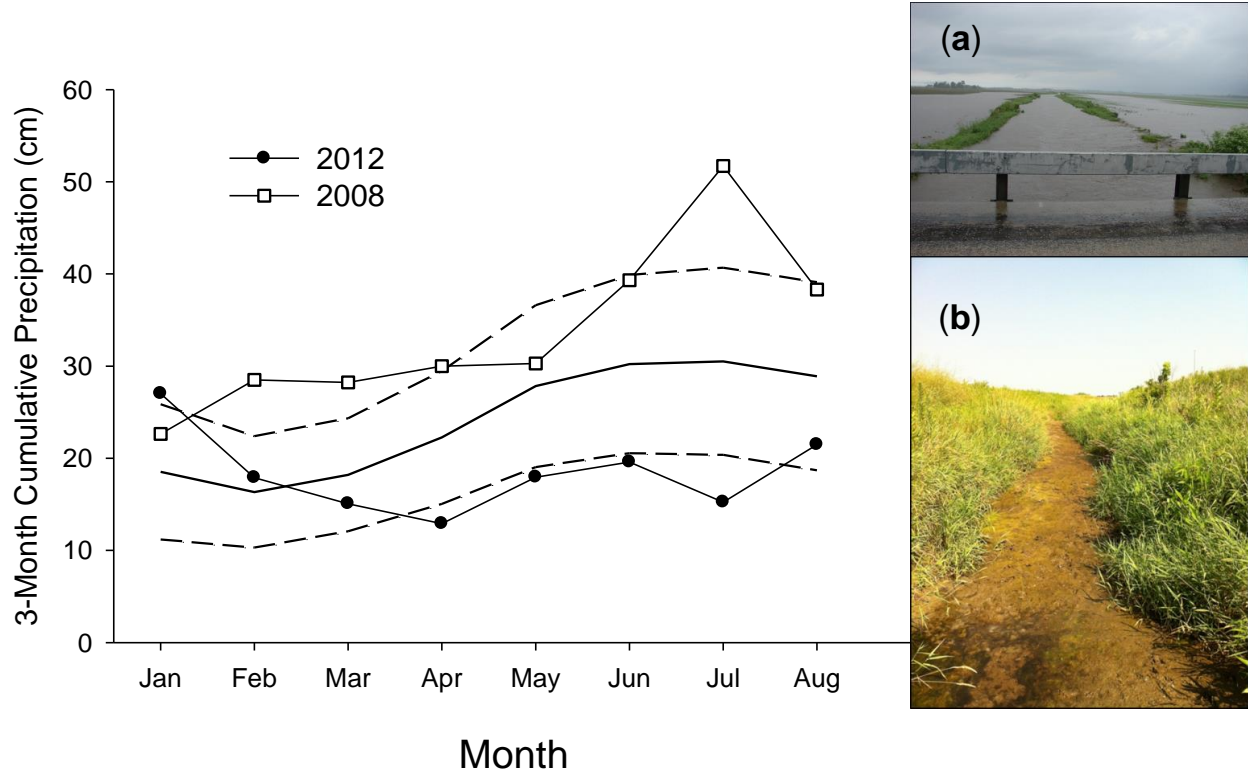 3-Month Cumulative Precipitation (cm)
60
50
40
30
20
10
0
2012
2008
Jan Feb Mar Apr May Jun Jul Aug
Month
(a)
(b)